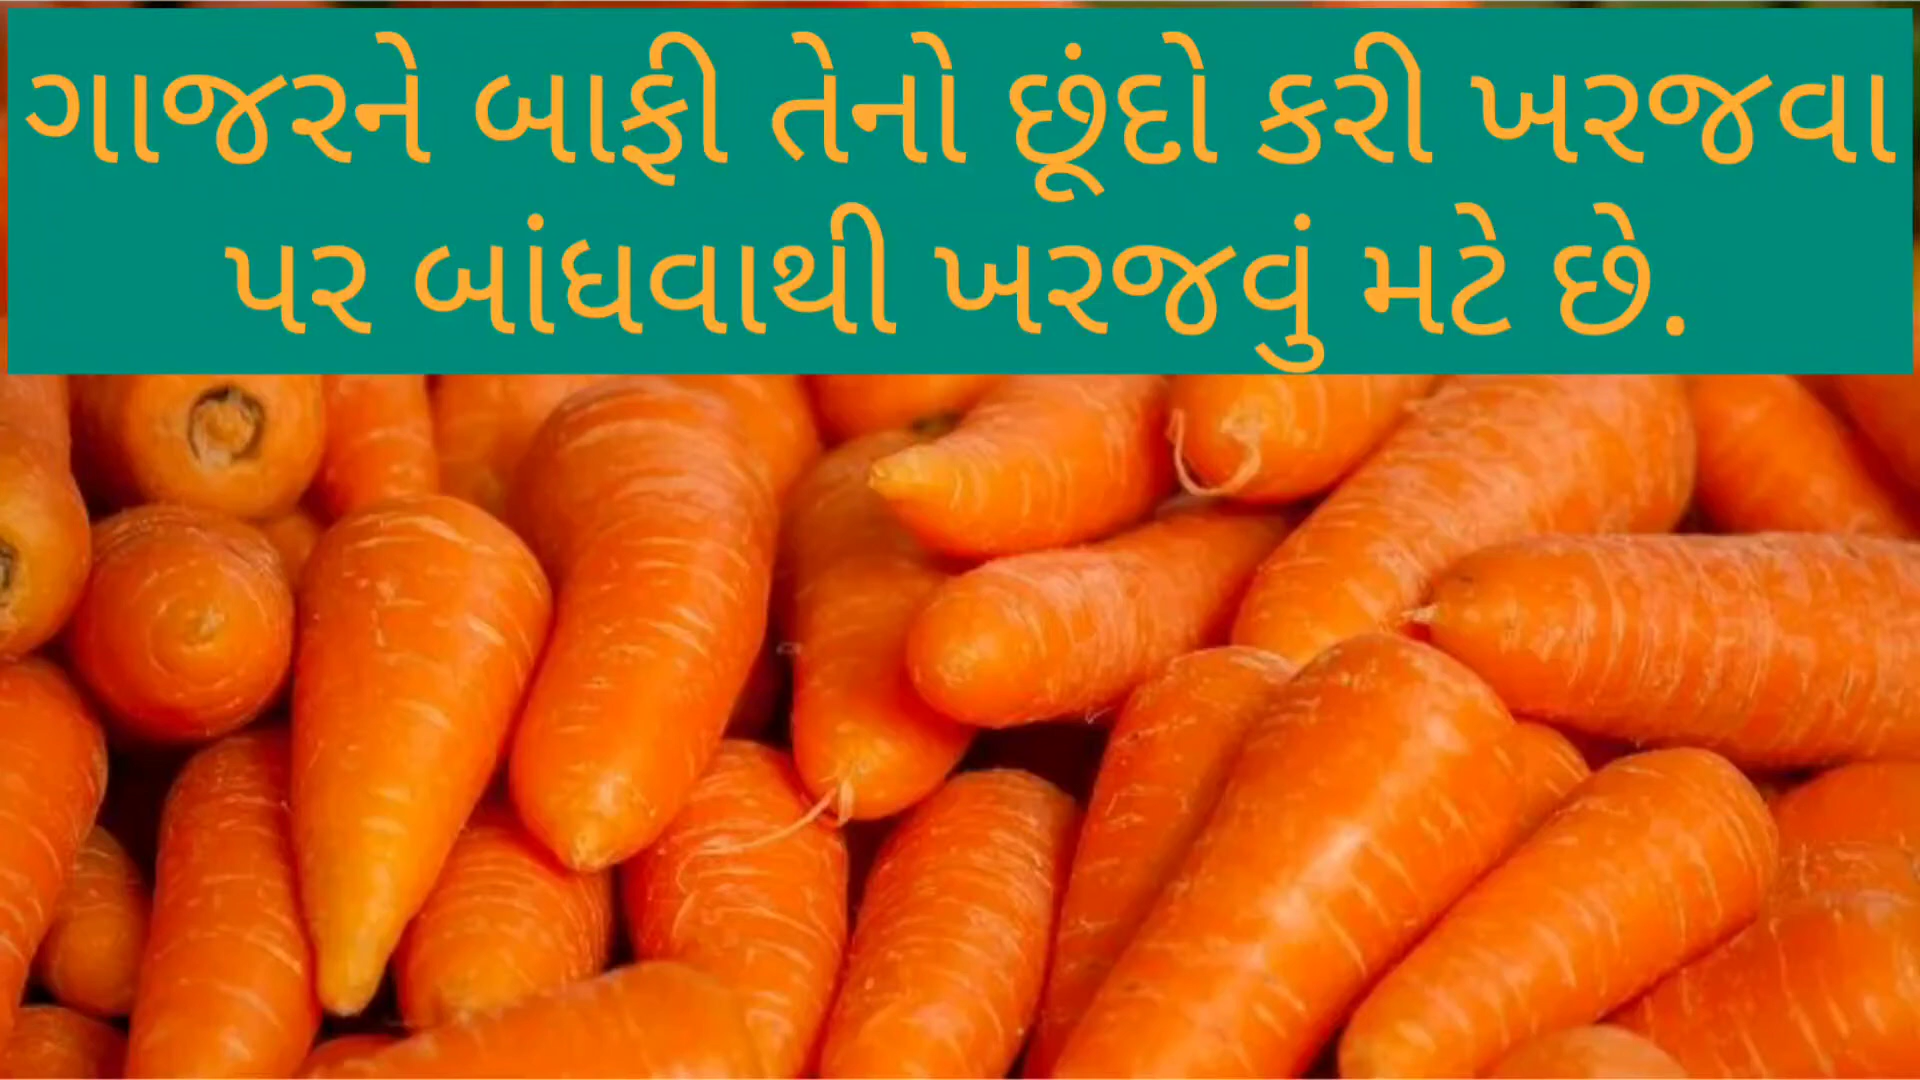 ગાજરને બાફી તેનો છૂંદો કરી ખરજવા
પર બાંધવાથી ખરજવું મટે છે.